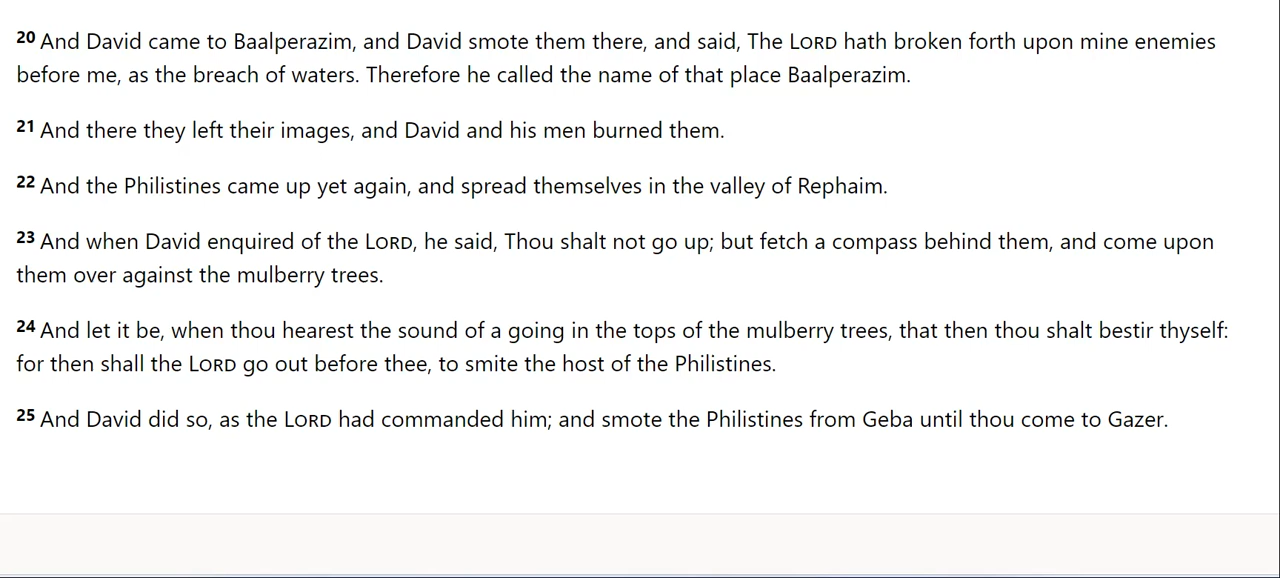 20 And David came to Baalperazim, and David smote them there, and said, The LORD hath broken forth upon mine enemies
before me, as the breach of waters. Therefore he called the name of that place Baalperazim.
21 And there they left their images, and David and his men burned them.
22 And the Philistines came up yet again, and spread themselves in the valley of Rephaim.
23 And when David enquired of the LORD, he said, Thou shalt not go up; but fetch a compass behind them, and come upon
them over against the mulberry trees.
24 And let it be, when thou hearest the sound of a going in the tops of the mulberry trees, that then thou shalt bestir thyself:
for then shall the LORD go out before thee, to smite the host of the Philistines.
25 And David did so, as the LORD had commanded him; and smote the Philistines from Geba until thou come to Gazer.